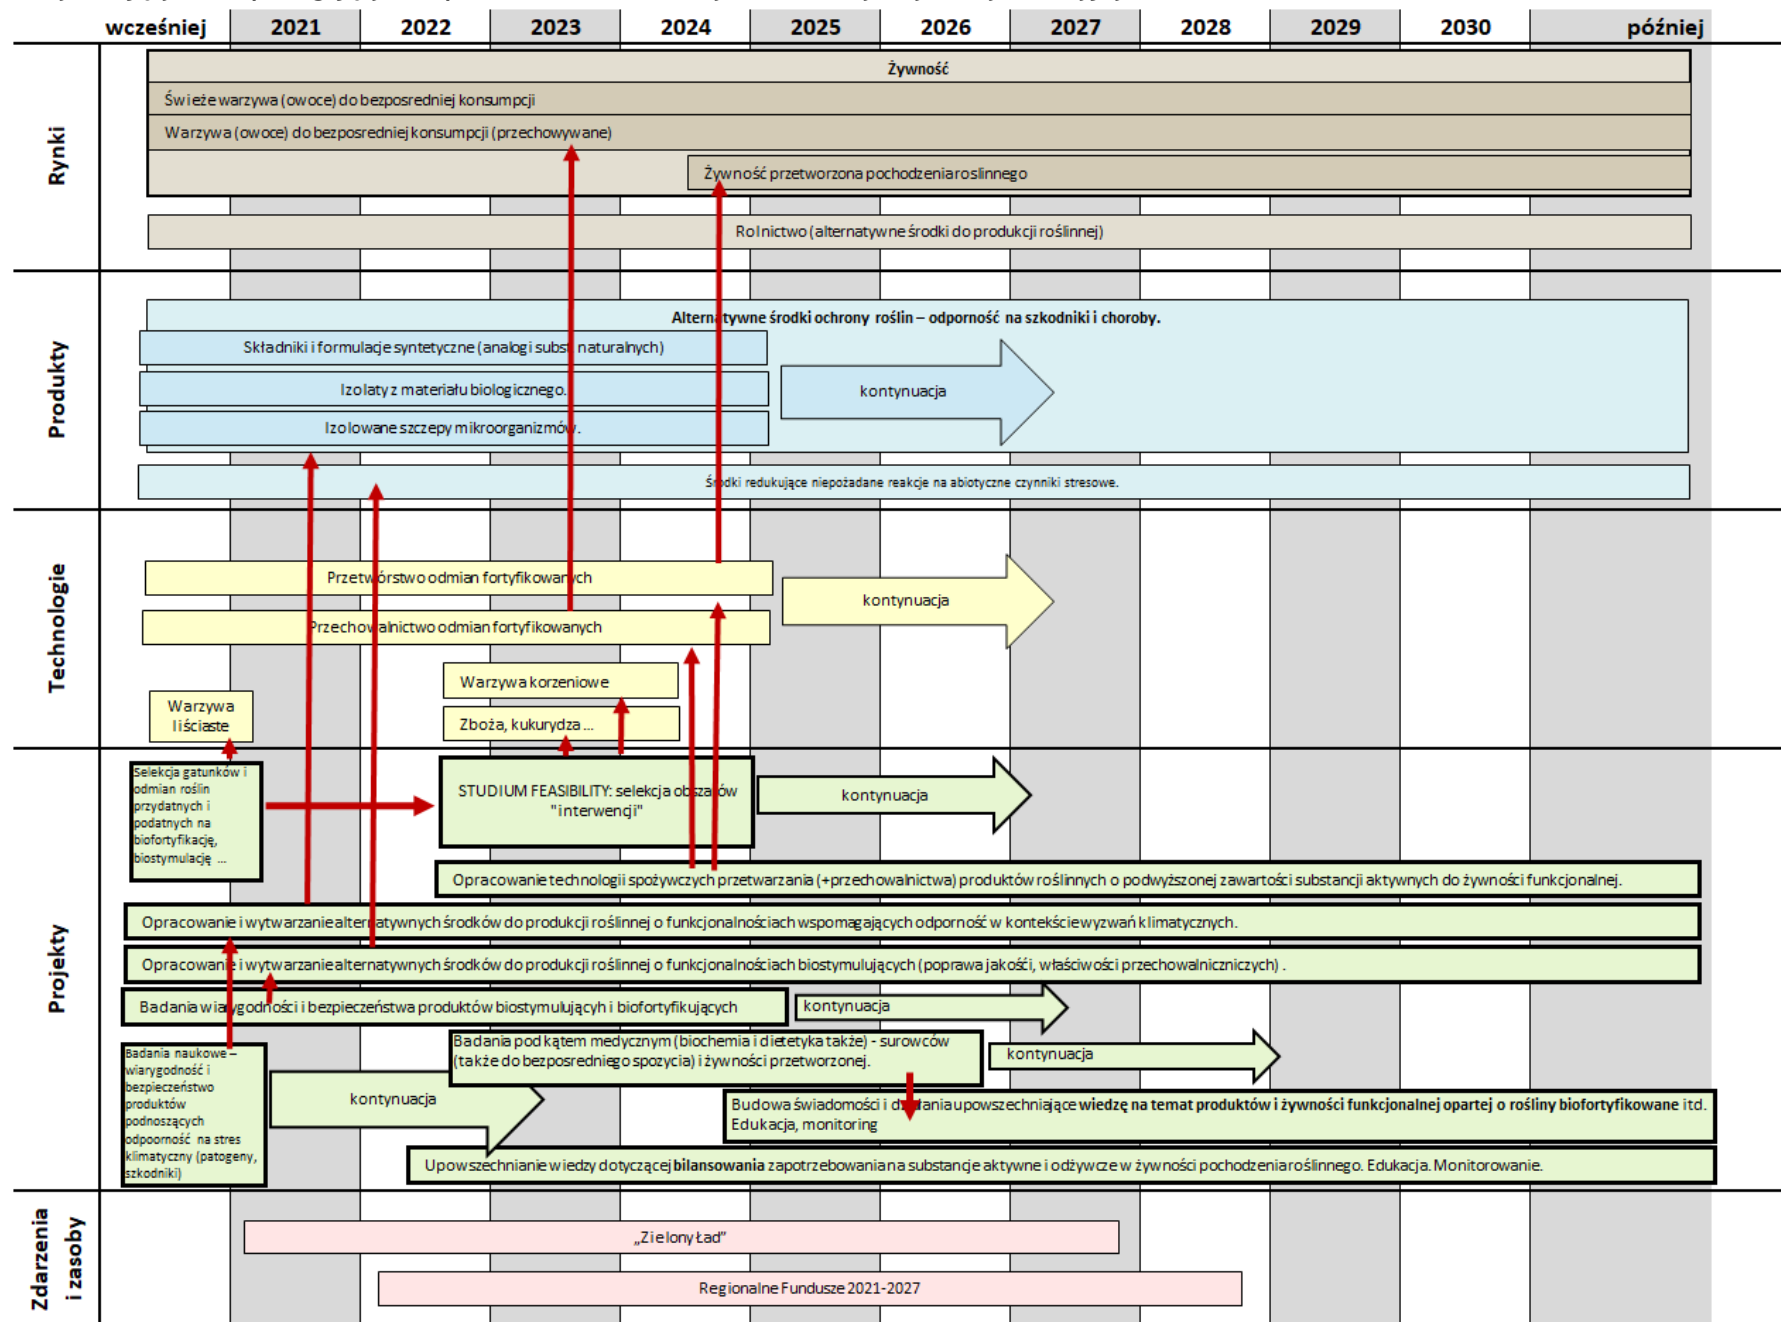 wcześniej 2021 2022 2023 2024 2025 2026 2027 2028 2029 2030 później
Rynki
Żywność
Świeże warzywa (owoce) do bezposredniej konsumpcji
Warzywa (owoce) do bezposredniej konsumpcji (przechowywane)
Żywność przetworzona pochodzenia roslinnego
Rolnictwo (alternatywne środki do produkcji roślinnej)
Produkty
Alternatywne środki ochrony roślin – odporność na szkodniki i choroby.
Składniki i formulacje syntetyczne (analogi subst. naturalnych)
Izolaty z materiału biologicznego.
kontynuacja
Izolowane szczepy mikroorganizmów.
Środki redukujące niepożadane reakcje na abiotyczne czynniki stresowe.
Technologie
Przetwórstwo odmian fortyfikowanych
kontynuacja
Przechowalnictwo odmian fortyfikowanych
Warzywa korzeniowe
Warzywa
liściaste
Zboża, kukurydza ...
Projekty
Selekcja gatunków i
odmian roślin
przydatnych i
podatnych na
biofortyfikację,
biostymulację ...
STUDIUM FEASIBILITY: selekcja obszarów
"interwencji"
kontynuacja
Opracowanie technologii spożywczych przetwarzania (+przechowalnictwa) produktów roślinnych o podwyższonej zawartości substancji aktywnych do żywności funkcjonalnej.
Opracowanie i wytwarzanie alternatywnych środków do produkcji roślinnej o funkcjonalnościach wspomagających odporność w kontekście wyzwań klimatycznych.
Opracowanie i wytwarzanie alternatywnych środków do produkcji roślinnej o funkcjonalnościach biostymulujących (poprawa jakości, właściwości przechowalniczniczych) .
Badania wiarygodności i bezpieczeństwa produktów biostymulująyh i biofortyfikujących
kontynuacja
Badania pod kątem medycznym (biochemia i dietetyka także) - surowców
(także do bezposredniego spozycia) i żywności przetworzonej.
kontynuacja
Badania naukowe –
wiarygodność i
bezpieczeństwo
produktów
podnoszących
odpoorność na stres
klimatyczny (patogeny,
szkodniki)
kontynuacja
Budowa świadomości i działania upowszechniające wiedzę na temat produktów i żywności funkcjonalnej opartej o rośliny biofortyfikowane itd.
Edukacja, monitoring
Upowszechnianie wiedzy dotyczącej bilansowania zapotrzebowania na substancje aktywne i odżywcze w żywności pochodzenia roślinnego. Edukacja. Monitorowanie.
Zdarzenia
i zasoby
„Zielony Ład”
Regionalne Fundusze 2021-2027